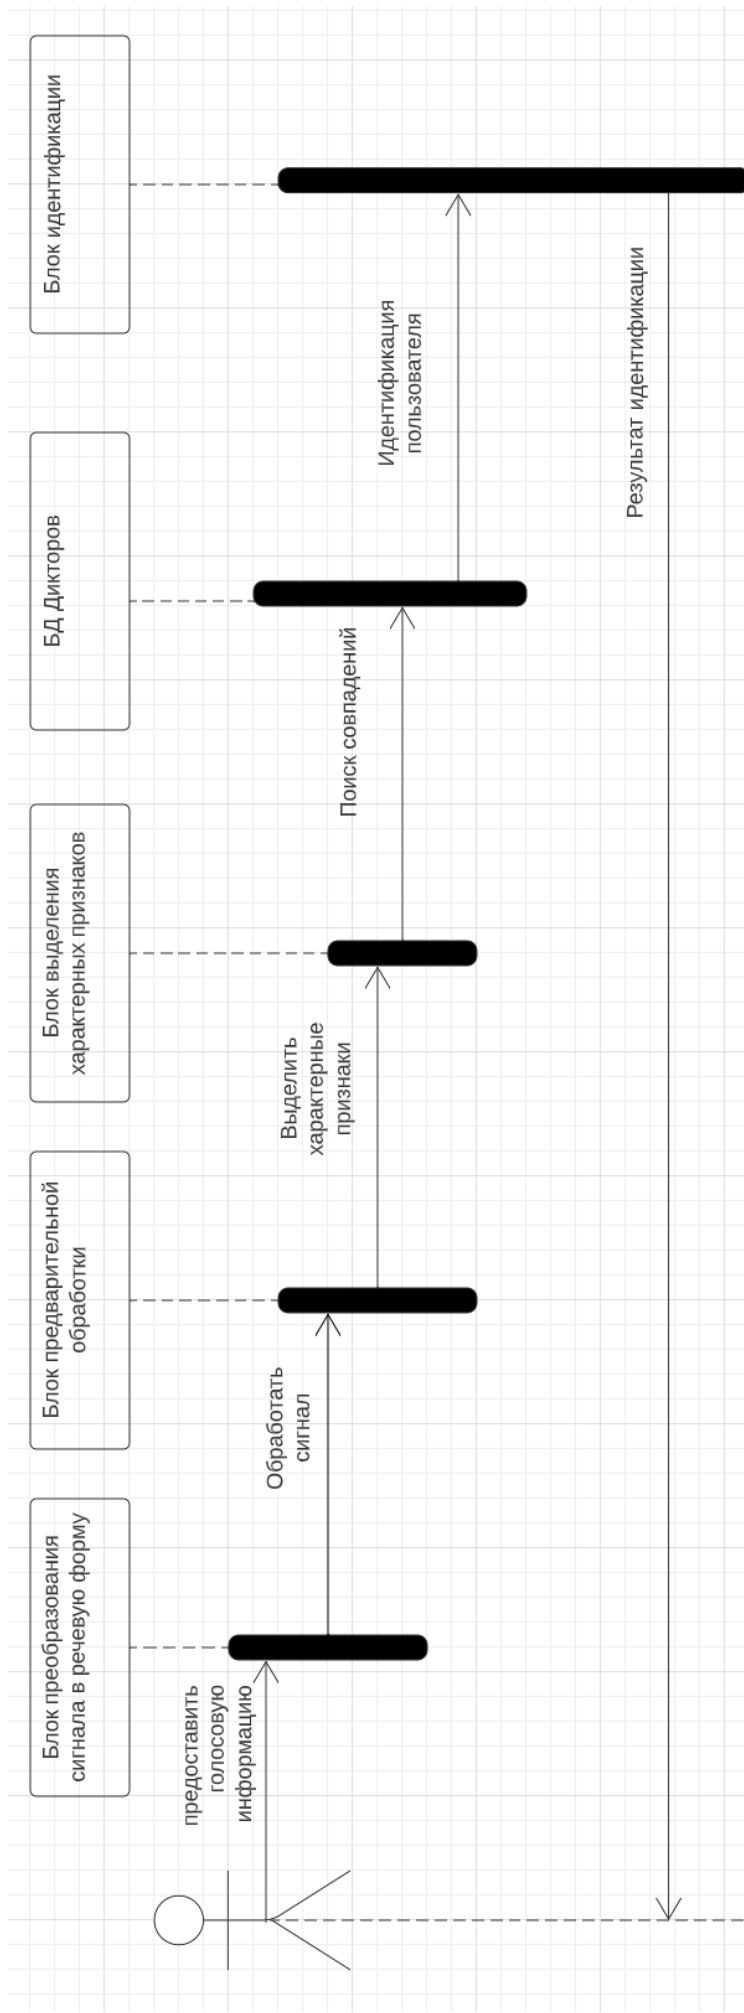 Блок преобразования
сигнала в речевую форму
Блок предварительной
обработки
Блок выделения
характерных признаков
БД Дикторов
Блок идентификации
предоставить
голосовую
информацию
Обработать
сигнал
Выделить
характерные
признаки
Поиск совпадений
Идентификация
пользователя
Результат идентификации